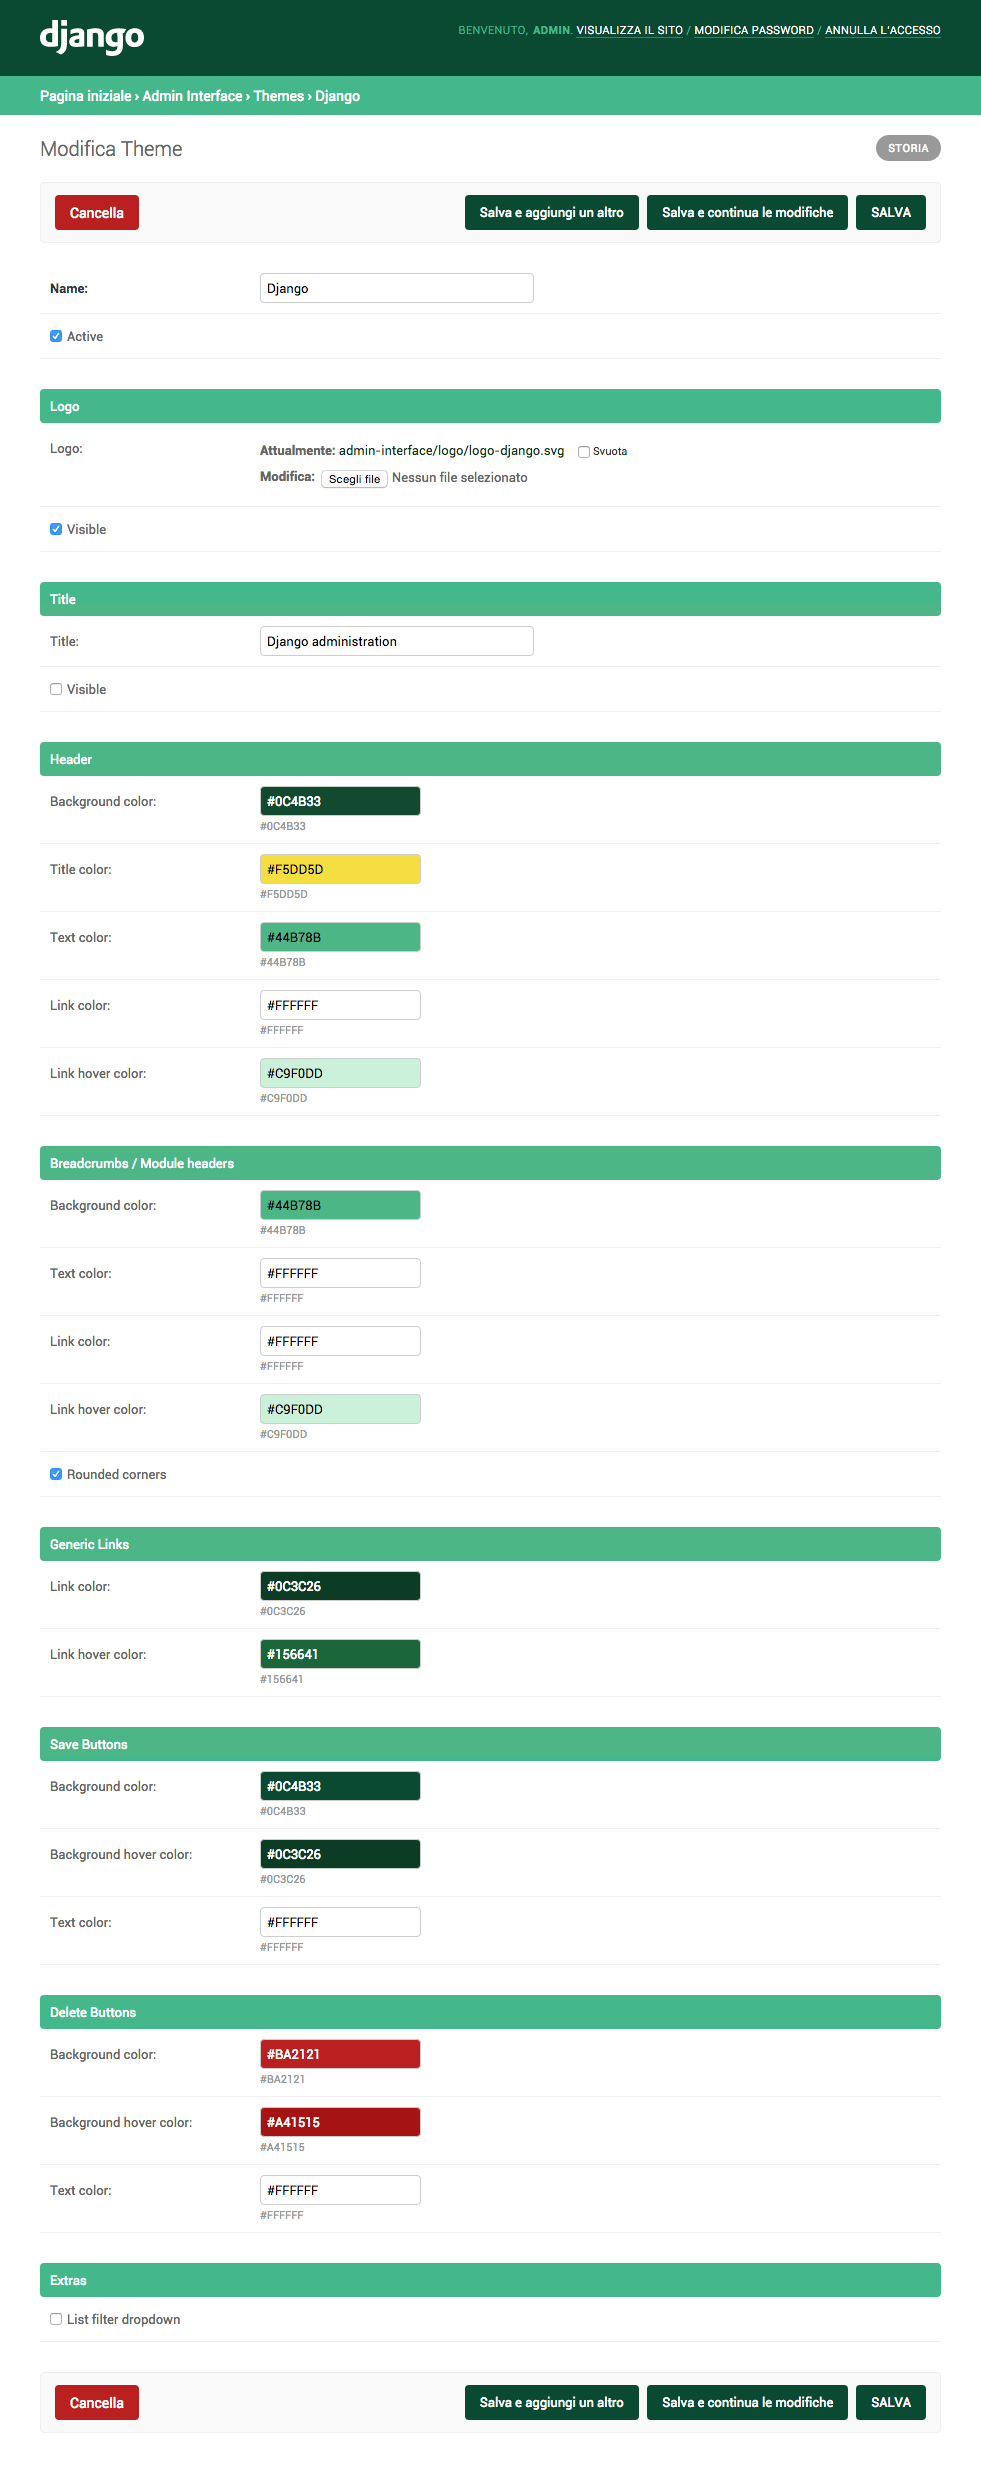 django
BENVENUTO, ADMIN. VISUALIZZA IL SITO / MODIFICA PASSWORD / ANNULLA L'ACCESSO
Pagina iniziale › Admin Interface › Themes › Django
Modifica Theme
STORIA
Cancella
Salva e aggiungi un altro
Salva e continua le modifiche
SALVA
Name:
Django
Active
Logo
Logo:
Attualmente: admin-interface/logo/logo-django.svg
Svuota
Modifica: Scegli file Nessun file selezionato
Visible
Title
Title:
Django administration
Visible
Header
Background color:
#0C4B33
#0C4B33
Title color:
#F5DD5D
#F5DD5D
Text color:
#44B78B
#44B78B
Link color:
#FFFFFF
#FFFFFF
Link hover color:
#C9F0DD
#C9F0DD
Breadcrumbs / Module headers
Background color:
#44B78B
#44B78B
Text color:
#FFFFFF
#FFFFFF
Link color:
#FFFFFF
#FFFFFF
Link hover color:
#C9F0DD
#C9F0DD
Rounded corners
Generic Links
Link color:
#0C3C26
#0C3C26
Link hover color:
#156641
#156641
Save Buttons
Background color:
#0C4B33
#0C4B33
Background hover color:
#0C3C26
#0C3C26
Text color:
#FFFFFF
#FFFFFF
Delete Buttons
Background color:
#BA2121
#BA2121
Background hover color:
#A41515
#A41515
Text color:
#FFFFFF
#FFFFFF
Extras
List filter dropdown
Cancella
Salva e aggiungi un altro
Salva e continua le modifiche
SALVA